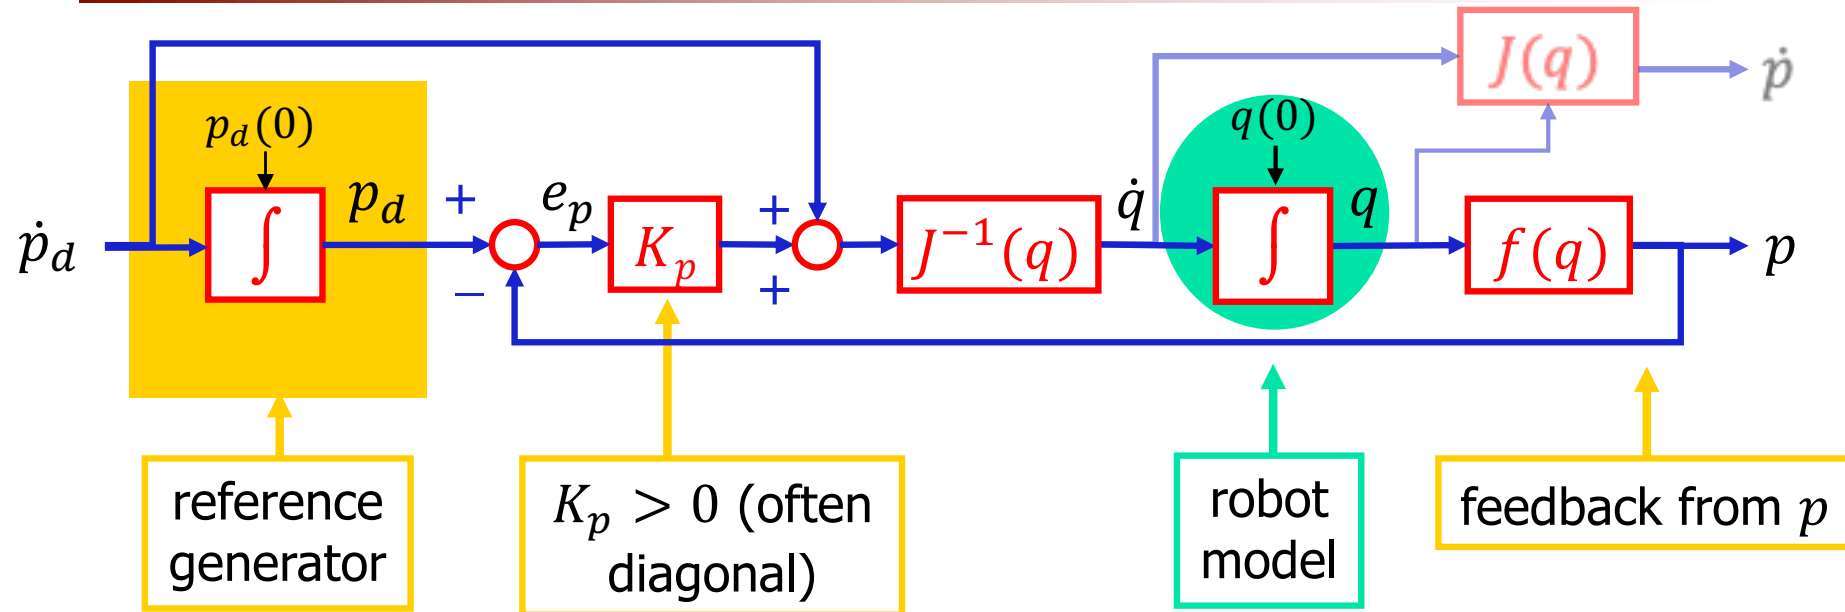 J(q)
ṗ
p_d(0)
q(0)
ṗ_d
∫
p_d
+
−
e_p
K_p
+
+
J⁻¹(q)
q̇
∫
q
f(q)
p
reference
generator
K_p > 0 (often
diagonal)
robot
model
feedback from p